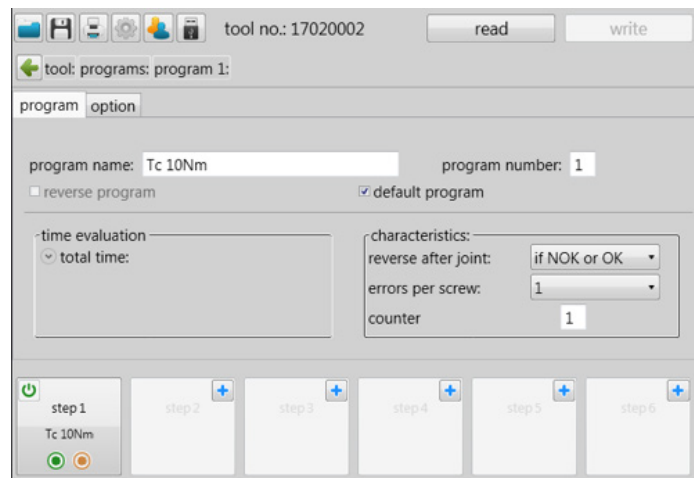 tool no.: 17020002 read write
tool: programs: program 1:
program option
program name: Tc 10Nm program number: 1
reverse program default program
time evaluation characteristics:
total time: reverse after joint: if NOK or OK
errors per screw: 1
counter 1
step 1 step 2 step 3 step 4 step 5 step 6
Tc 10Nm